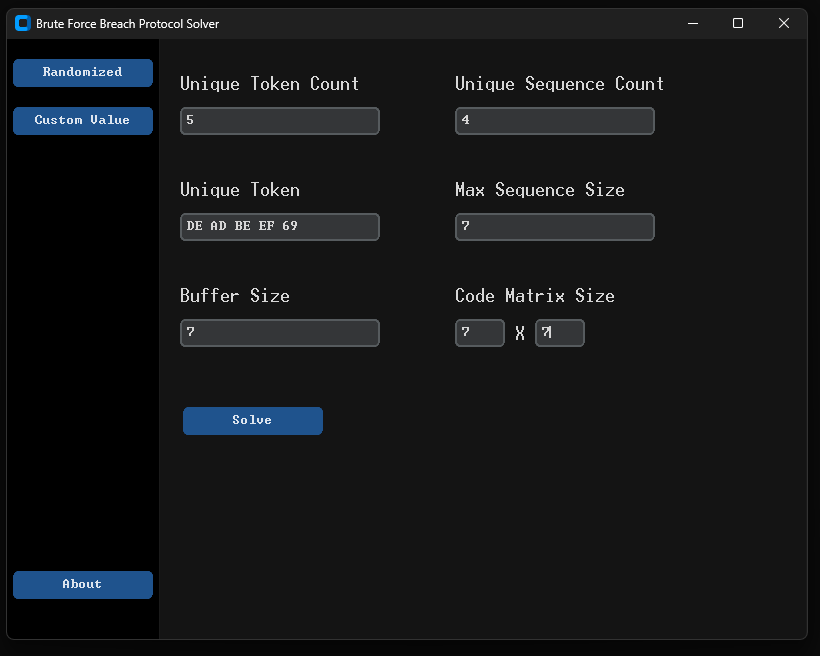 Brute Force Breach Protocol Solver
Randomized
Custom Value
About
Unique Token Count
5
Unique Sequence Count
4
Unique Token
DE AD BE EF 69
Max Sequence Size
7
Buffer Size
7
Code Matrix Size
7 X 7
Solve